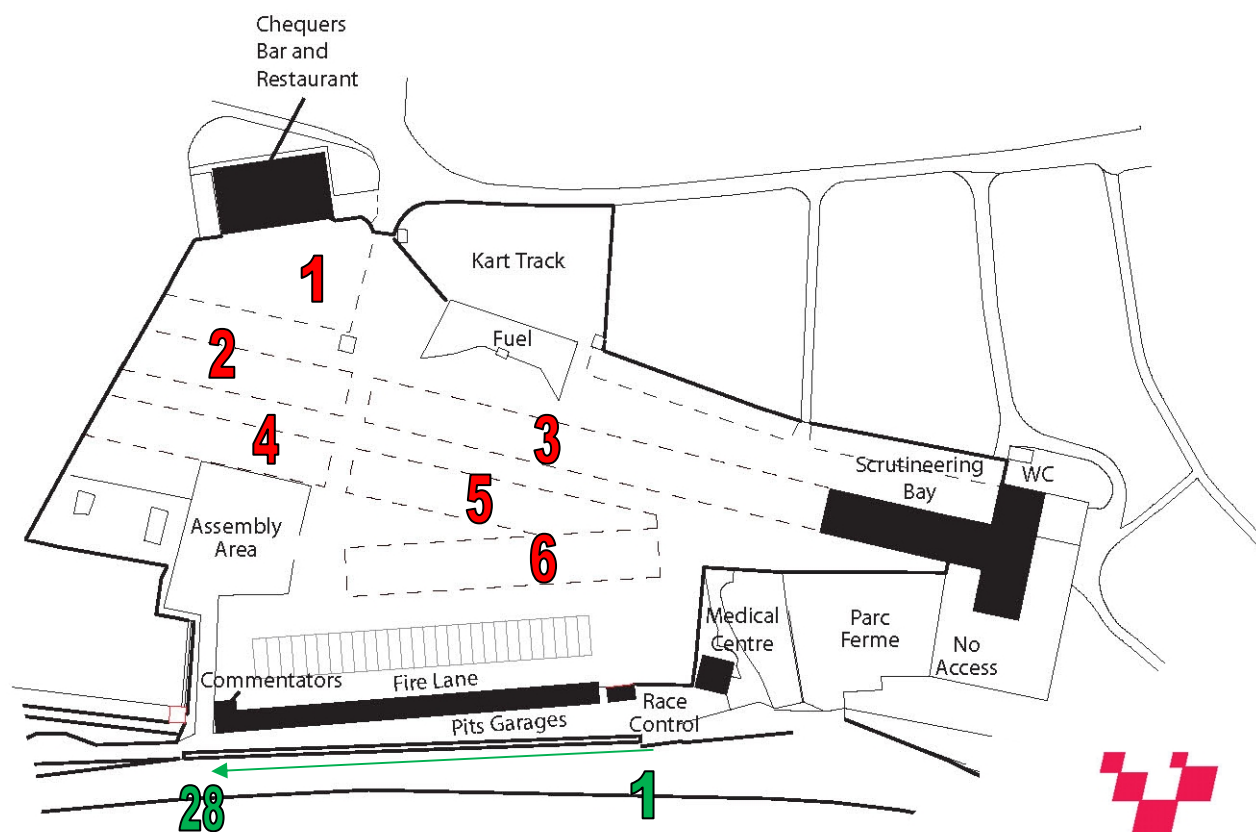 Chequers
Bar and
Restaurant
Kart Track
1
Fuel
2
3
4
Scrutineering
Bay
WC
5
Assembly
Area
6
Medical
Centre
Parc
Ferme
No
Access
Commentators
Fire Lane
Race
Control
Pits Garages
28
1